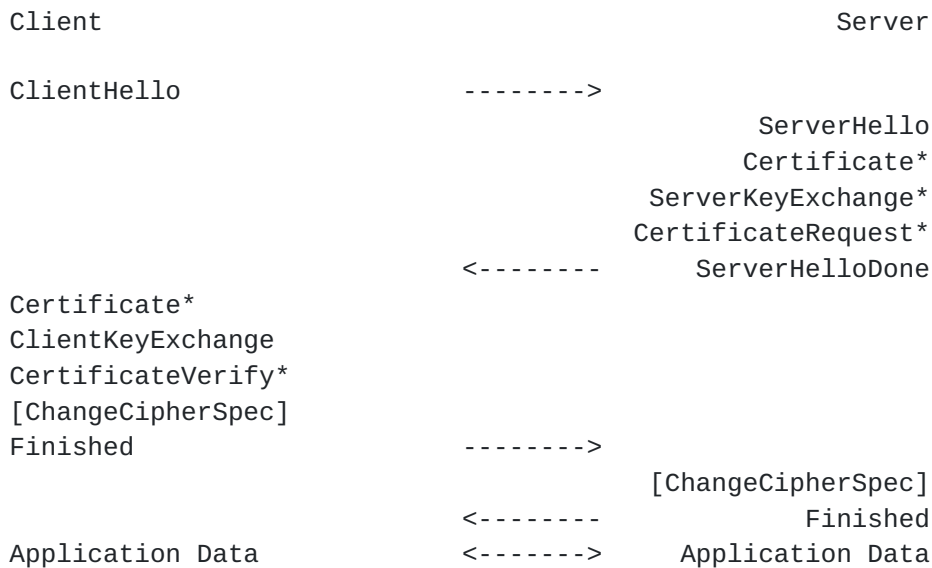 Client Server
ClientHello -------->
ServerHello
Certificate*
ServerKeyExchange*
CertificateRequest*
<-------- ServerHelloDone
Certificate*
ClientKeyExchange
CertificateVerify*
[ChangeCipherSpec]
Finished -------->
[ChangeCipherSpec]
<-------- Finished
Application Data <-------> Application Data